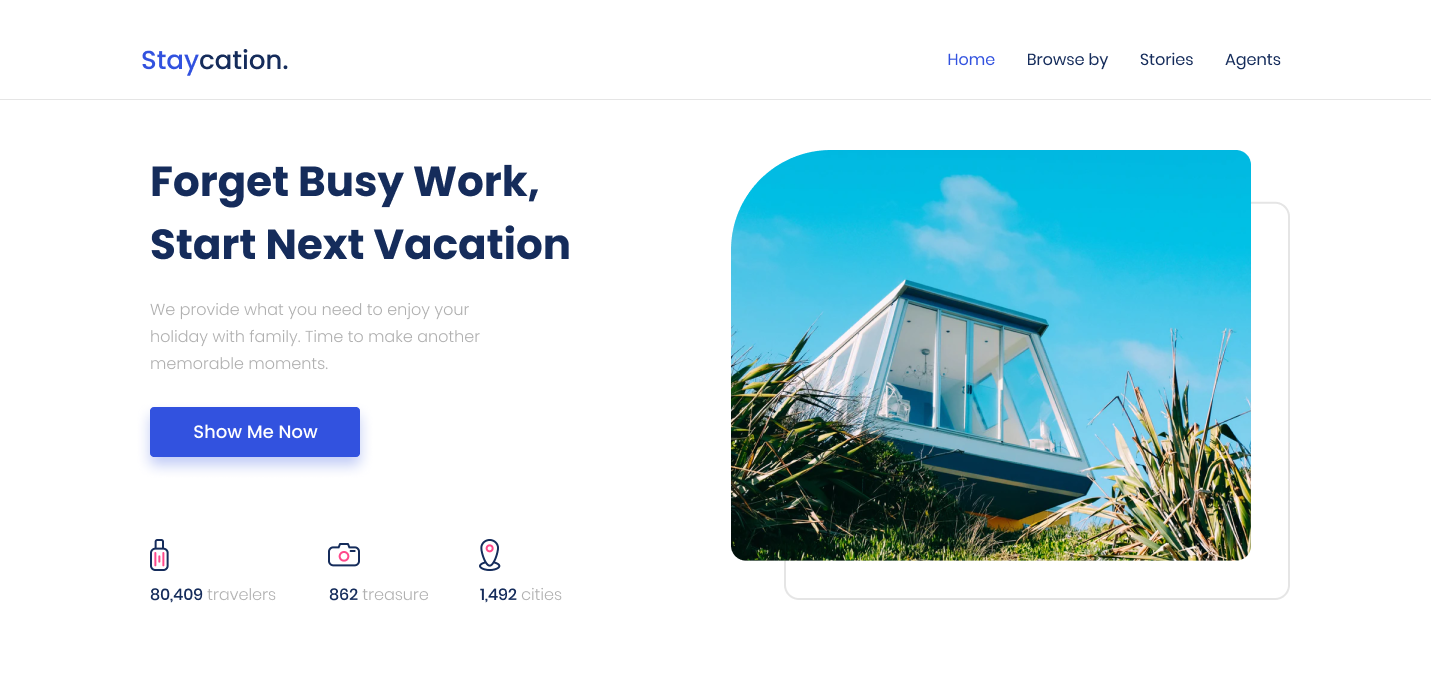 Staycation.
Home Browse by Stories Agents
Forget Busy Work,
Start Next Vacation
We provide what you need to enjoy your
holiday with family. Time to make another
memorable moments.
Show Me Now
80,409 travelers 862 treasure 1,492 cities